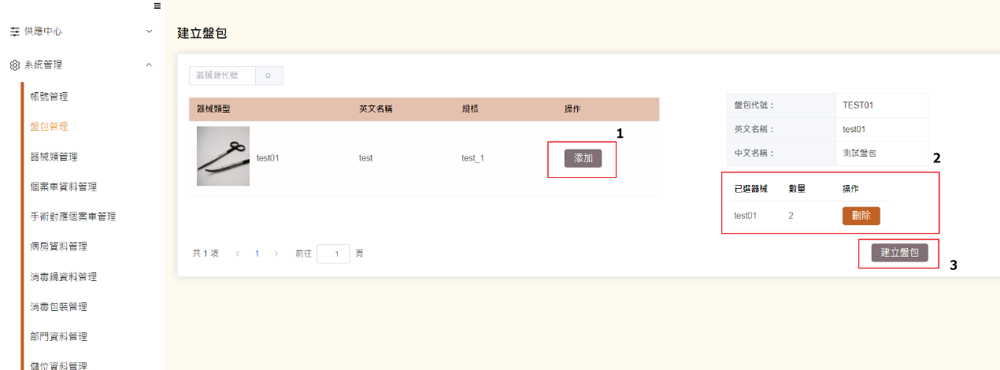 供應中心
系統管理
帳號管理
盤包管理
器械類管理
個案車資料管理
手術對應個案車管理
病房資料管理
消毒鍋資料管理
消毒包裝管理
部門資料管理
儲位資料管理
建立盤包
器械類代號
器械類型 英文名稱 規格 操作
test01 test test_1 添加
1
共 1 項 1 前往 1 頁
盤包代號： TEST01
英文名稱： test01
中文名稱： 測試盤包
2
已選器械 數量 操作
test01 2 刪除
建立盤包
3